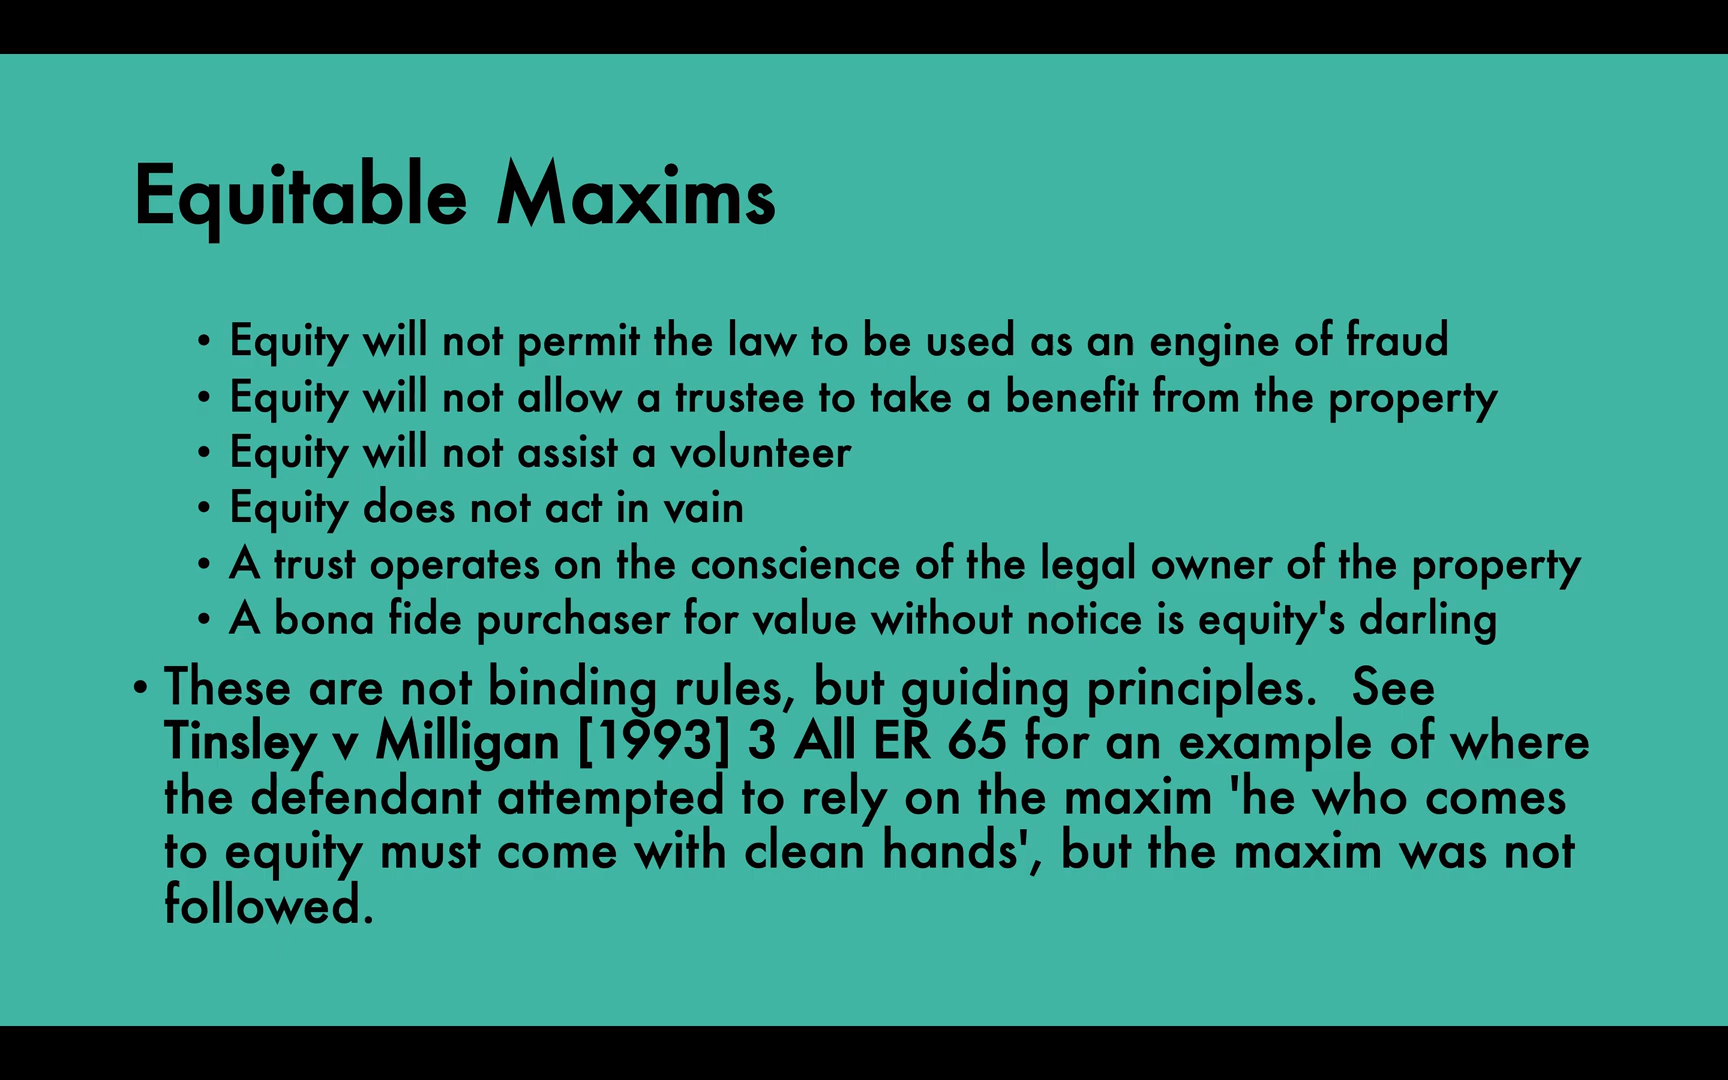 Equitable Maxims
• Equity will not permit the law to be used as an engine of fraud
• Equity will not allow a trustee to take a benefit from the property
• Equity will not assist a volunteer
• Equity does not act in vain
• A trust operates on the conscience of the legal owner of the property
• A bona fide purchaser for value without notice is equity's darling
• These are not binding rules, but guiding principles.  See
Tinsley v Milligan [1993] 3 All ER 65 for an example of where
the defendant attempted to rely on the maxim 'he who comes
to equity must come with clean hands', but the maxim was not
followed.